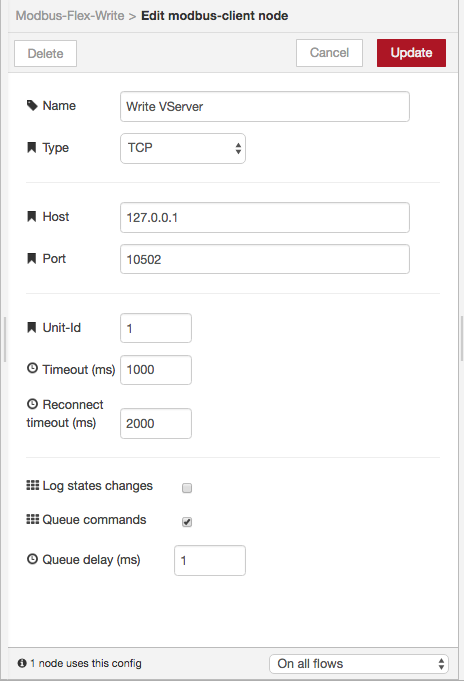 Modbus-Flex-Write > Edit modbus-client node
Delete Cancel Update
Name Write VServer
Type TCP
Host 127.0.0.1
Port 10502
Unit-Id 1
Timeout (ms) 1000
Reconnect
timeout (ms) 2000
Log states changes
Queue commands
Queue delay (ms) 1
1 node uses this config On all flows